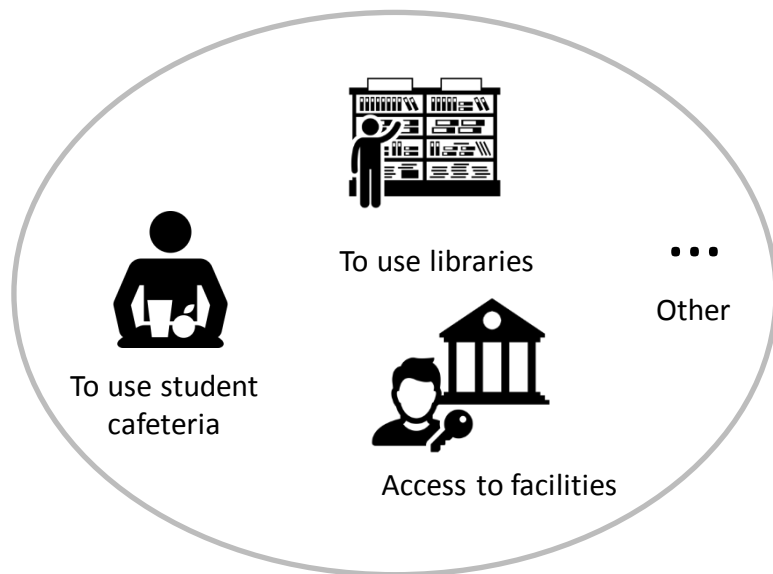 To use libraries
...
Other
To use student
cafeteria
Access to facilities